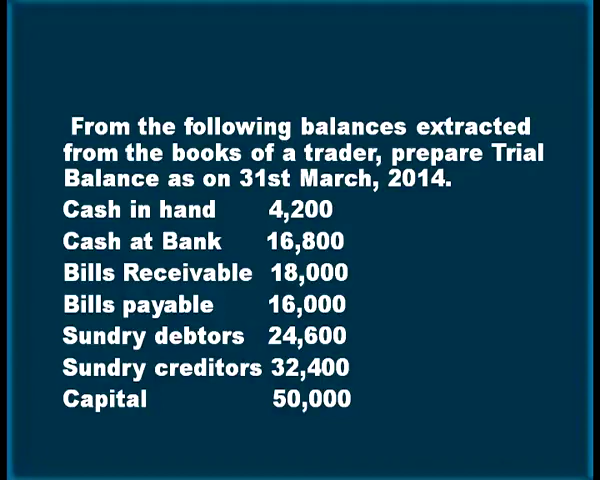 From the following balances extracted
from the books of a trader, prepare Trial
Balance as on 31st March, 2014.
Cash in hand 4,200
Cash at Bank 16,800
Bills Receivable 18,000
Bills payable 16,000
Sundry debtors 24,600
Sundry creditors 32,400
Capital 50,000